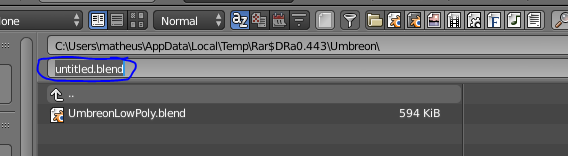 one
Normal
C:\Users\matheus\AppData\Local\Temp\Rar$DRa0.443\Umbreon\
untitled.blend
..
UmbreonLowPoly.blend 594 KiB